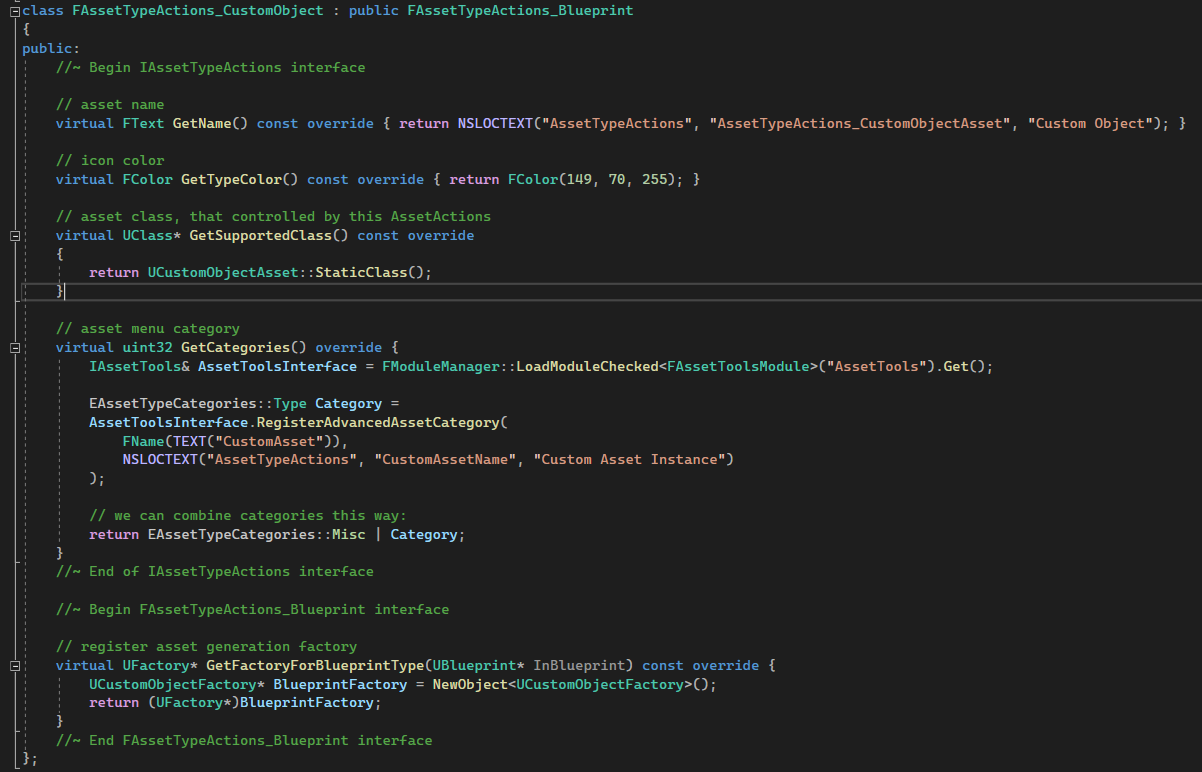 class FAssetTypeActions_CustomObject : public FAssetTypeActions_Blueprint
{
public:
//~ Begin IAssetTypeActions interface
// asset name
virtual FText GetName() const override { return NSLOCTEXT("AssetTypeActions", "AssetTypeActions_CustomObjectAsset", "Custom Object"); }
// icon color
virtual FColor GetTypeColor() const override { return FColor(149, 70, 255); }
// asset class, that controlled by this AssetActions
virtual UClass* GetSupportedClass() const override
{
return UCustomObjectAsset::StaticClass();
}
// asset menu category
virtual uint32 GetCategories() override {
IAssetTools& AssetToolsInterface = FModuleManager::LoadModuleChecked<FAssetToolsModule>("AssetTools").Get();
EAssetTypeCategories::Type Category =
AssetToolsInterface.RegisterAdvancedAssetCategory(
FName(TEXT("CustomAsset")),
NSLOCTEXT("AssetTypeActions", "CustomAssetName", "Custom Asset Instance")
);
// we can combine categories this way:
return EAssetTypeCategories::Misc | Category;
}
//~ End of IAssetTypeActions interface
//~ Begin FAssetTypeActions_Blueprint interface
// register asset generation factory
virtual UFactory* GetFactoryForBlueprintType(UBlueprint* InBlueprint) const override {
UCustomObjectFactory* BlueprintFactory = NewObject<UCustomObjectFactory>();
return (UFactory*)BlueprintFactory;
}
//~ End FAssetTypeActions_Blueprint interface
};